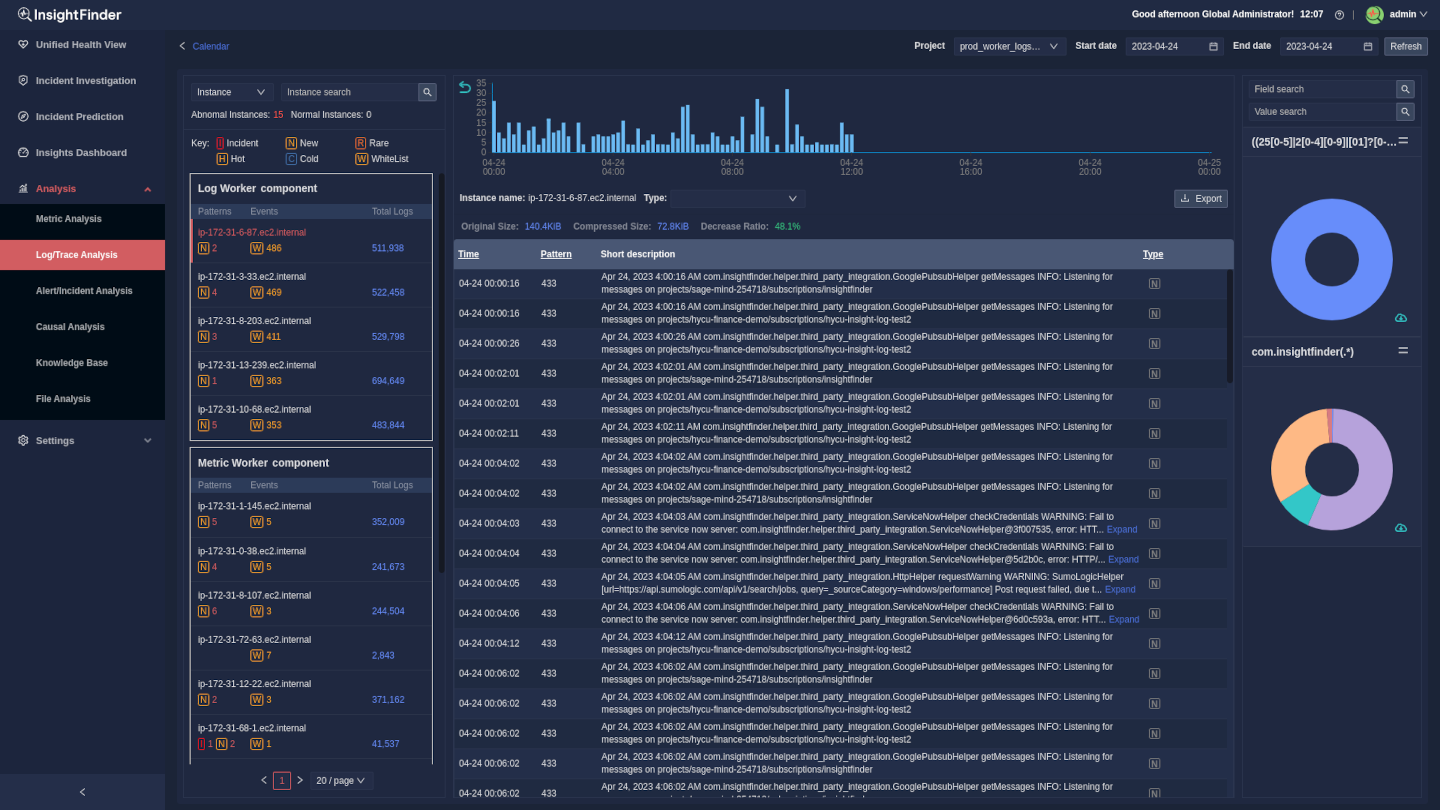 InsightFinder
Good afternoon Global Administrator! 12:07 admin
Unified Health View
Incident Investigation
Incident Prediction
Insights Dashboard
Analysis
Metric Analysis
Log/Trace Analysis
Alert/Incident Analysis
Causal Analysis
Knowledge Base
File Analysis
Settings
Calendar
Project prod_worker_logs... Start date 2023-04-24 End date 2023-04-24 Refresh
Instance Instance search
Abnomal Instances: 15 Normal Instances: 0
Key: I Incident N New R Rare
H Hot C Cold W WhiteList
Log Worker component
Patterns Events Total Logs
ip-172-31-6-87.ec2.internal
N 2 W 486 511,938
ip-172-31-3-33.ec2.internal
N 4 W 469 522,458
ip-172-31-8-203.ec2.internal
N 3 W 411 529,798
ip-172-31-13-239.ec2.internal
N 1 W 363 694,649
ip-172-31-10-68.ec2.internal
N 5 W 353 483,844
Metric Worker component
Patterns Events Total Logs
ip-172-31-1-145.ec2.internal
N 5 W 5 352,009
ip-172-31-0-38.ec2.internal
N 4 W 5 241,673
ip-172-31-8-107.ec2.internal
N 6 W 3 244,504
ip-172-31-72-63.ec2.internal
W 7 2,843
ip-172-31-12-22.ec2.internal
N 2 W 3 371,162
ip-172-31-68-1.ec2.internal
I 1 N 2 W 1 41,537
1 20 / page
35
30
25
20
15
10
5
0
04-24 04-24 04-24 04-24 04-24 04-24 04-25
00:00 04:00 08:00 12:00 16:00 20:00 00:00
Instance name: ip-172-31-6-87.ec2.internal Type: Export
Original Size: 140.4KiB Compressed Size: 72.8KiB Decrease Ratio: 48.1%
Time Pattern Short description Type
04-24 00:00:16 433 Apr 24, 2023 4:00:16 AM com.insightfinder.helper.third_party_integration.GooglePubsubHelper getMessages INFO: Listening for N
messages on projects/sage-mind-254718/subscriptions/insightfinder
04-24 00:00:16 433 Apr 24, 2023 4:00:16 AM com.insightfinder.helper.third_party_integration.GooglePubsubHelper getMessages INFO: Listening for N
messages on projects/hycu-finance-demo/subscriptions/hycu-insight-log-test2
04-24 00:00:26 433 Apr 24, 2023 4:00:26 AM com.insightfinder.helper.third_party_integration.GooglePubsubHelper getMessages INFO: Listening for N
messages on projects/hycu-finance-demo/subscriptions/hycu-insight-log-test2
04-24 00:02:01 433 Apr 24, 2023 4:02:01 AM com.insightfinder.helper.third_party_integration.GooglePubsubHelper getMessages INFO: Listening for N
messages on projects/sage-mind-254718/subscriptions/insightfinder
04-24 00:02:01 433 Apr 24, 2023 4:02:01 AM com.insightfinder.helper.third_party_integration.GooglePubsubHelper getMessages INFO: Listening for N
messages on projects/hycu-finance-demo/subscriptions/hycu-insight-log-test2
04-24 00:02:11 433 Apr 24, 2023 4:02:11 AM com.insightfinder.helper.third_party_integration.GooglePubsubHelper getMessages INFO: Listening for N
messages on projects/hycu-finance-demo/subscriptions/hycu-insight-log-test2
04-24 00:04:02 433 Apr 24, 2023 4:04:02 AM com.insightfinder.helper.third_party_integration.GooglePubsubHelper getMessages INFO: Listening for N
messages on projects/hycu-finance-demo/subscriptions/hycu-insight-log-test2
04-24 00:04:02 433 Apr 24, 2023 4:04:02 AM com.insightfinder.helper.third_party_integration.GooglePubsubHelper getMessages INFO: Listening for N
messages on projects/sage-mind-254718/subscriptions/insightfinder
04-24 00:04:03 433 Apr 24, 2023 4:04:03 AM com.insightfinder.helper.third_party_integration.ServiceNowHelper checkCredentials WARNING: Fail to N
connect to the service now server: com.insightfinder.helper.third_party_integration.ServiceNowHelper@3f007535, error: HTT... Expand
04-24 00:04:04 433 Apr 24, 2023 4:04:04 AM com.insightfinder.helper.third_party_integration.ServiceNowHelper checkCredentials WARNING: Fail to N
connect to the service now server: com.insightfinder.helper.third_party_integration.ServiceNowHelper@5d2b0c, error: HTTP/... Expand
04-24 00:04:05 433 Apr 24, 2023 4:04:05 AM com.insightfinder.helper.third_party_integration.HttpHelper requestWarning WARNING: SumoLogicHelper N
[url=https://api.sumologic.com/api/v1/search/jobs, query=_sourceCategory=windows/performance] Post request failed, due t... Expand
04-24 00:04:06 433 Apr 24, 2023 4:04:06 AM com.insightfinder.helper.third_party_integration.ServiceNowHelper checkCredentials WARNING: Fail to N
connect to the service now server: com.insightfinder.helper.third_party_integration.ServiceNowHelper@6d0c593a, error: HTT... Expand
04-24 00:04:12 433 Apr 24, 2023 4:04:12 AM com.insightfinder.helper.third_party_integration.GooglePubsubHelper getMessages INFO: Listening for N
messages on projects/hycu-finance-demo/subscriptions/hycu-insight-log-test2
04-24 00:06:02 433 Apr 24, 2023 4:06:02 AM com.insightfinder.helper.third_party_integration.GooglePubsubHelper getMessages INFO: Listening for N
messages on projects/sage-mind-254718/subscriptions/insightfinder
04-24 00:06:02 433 Apr 24, 2023 4:06:02 AM com.insightfinder.helper.third_party_integration.GooglePubsubHelper getMessages INFO: Listening for N
messages on projects/hycu-finance-demo/subscriptions/hycu-insight-log-test2
04-24 00:06:02 433 Apr 24, 2023 4:06:02 AM com.insightfinder.helper.third_party_integration.GooglePubsubHelper getMessages INFO: Listening for N
messages on projects/hycu-finance-demo/subscriptions/hycu-insight-log-test2
04-24 00:06:02 433 Apr 24, 2023 4:06:02 AM com.insightfinder.helper.third_party_integration.GooglePubsubHelper getMessages INFO: Listening for N
messages on projects/sage-mind-254718/subscriptions/insightfinder
04-24 00:06:02 433 Apr 24, 2023 4:06:02 AM com.insightfinder.helper.third_party_integration.GooglePubsubHelper getMessages INFO: Listening for N
messages on projects/sage-mind-254718/subscriptions/insightfinder
Field search
Value search
((25[0-5]|2[0-4][0-9]|[01]?[0-...
com.insightfinder(.*)